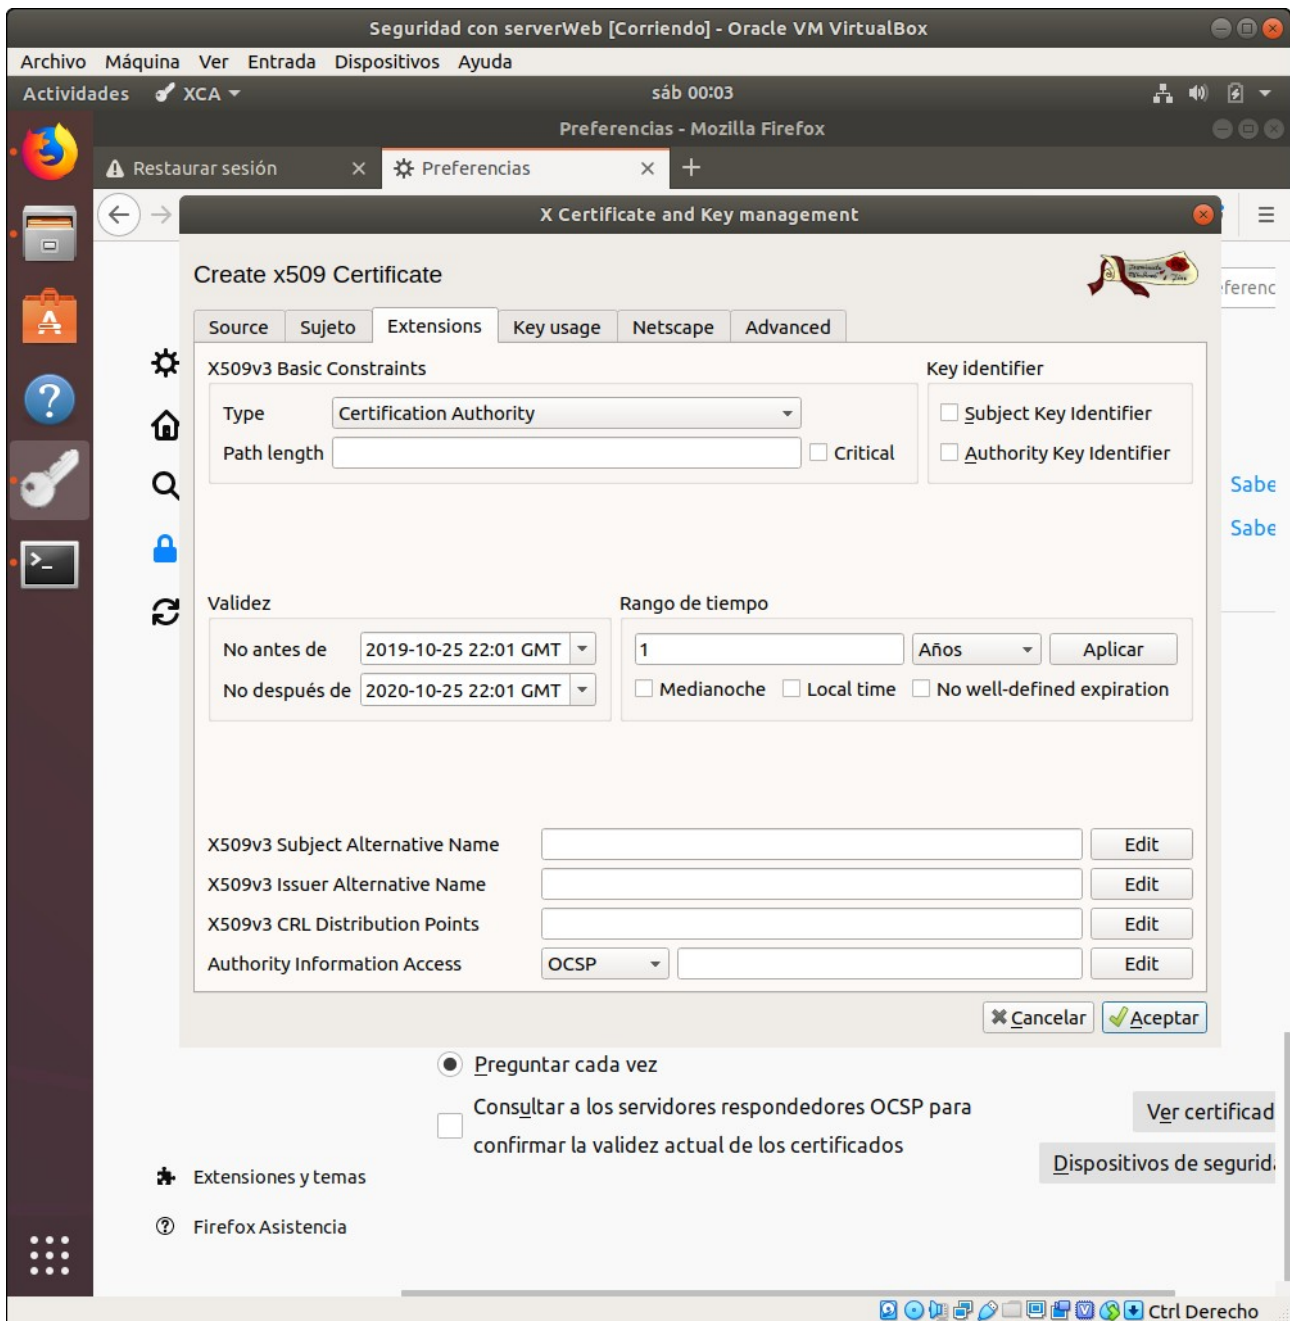 Seguridad con serverWeb [Corriendo] - Oracle VM VirtualBox
Archivo Máquina Ver Entrada Dispositivos Ayuda
Actividades XCA sáb 00:03
Preferencias - Mozilla Firefox
Restaurar sesión Preferencias
X Certificate and Key management
Create x509 Certificate
ferenc
Source Sujeto Extensions Key usage Netscape Advanced
X509v3 Basic Constraints Key identifier
Type Certification Authority Subject Key Identifier
Path length Critical Authority Key Identifier
Sabe
Sabe
Validez Rango de tiempo
No antes de 2019-10-25 22:01 GMT 1 Años Aplicar
No después de 2020-10-25 22:01 GMT Medianoche Local time No well-defined expiration
X509v3 Subject Alternative Name Edit
X509v3 Issuer Alternative Name Edit
X509v3 CRL Distribution Points Edit
Authority Information Access OCSP Edit
Cancelar Aceptar
Preguntar cada vez
Consultar a los servidores respondedores OCSP para
confirmar la validez actual de los certificados
Ver certificad
Dispositivos de segurid
Extensiones y temas
Firefox Asistencia
Ctrl Derecho